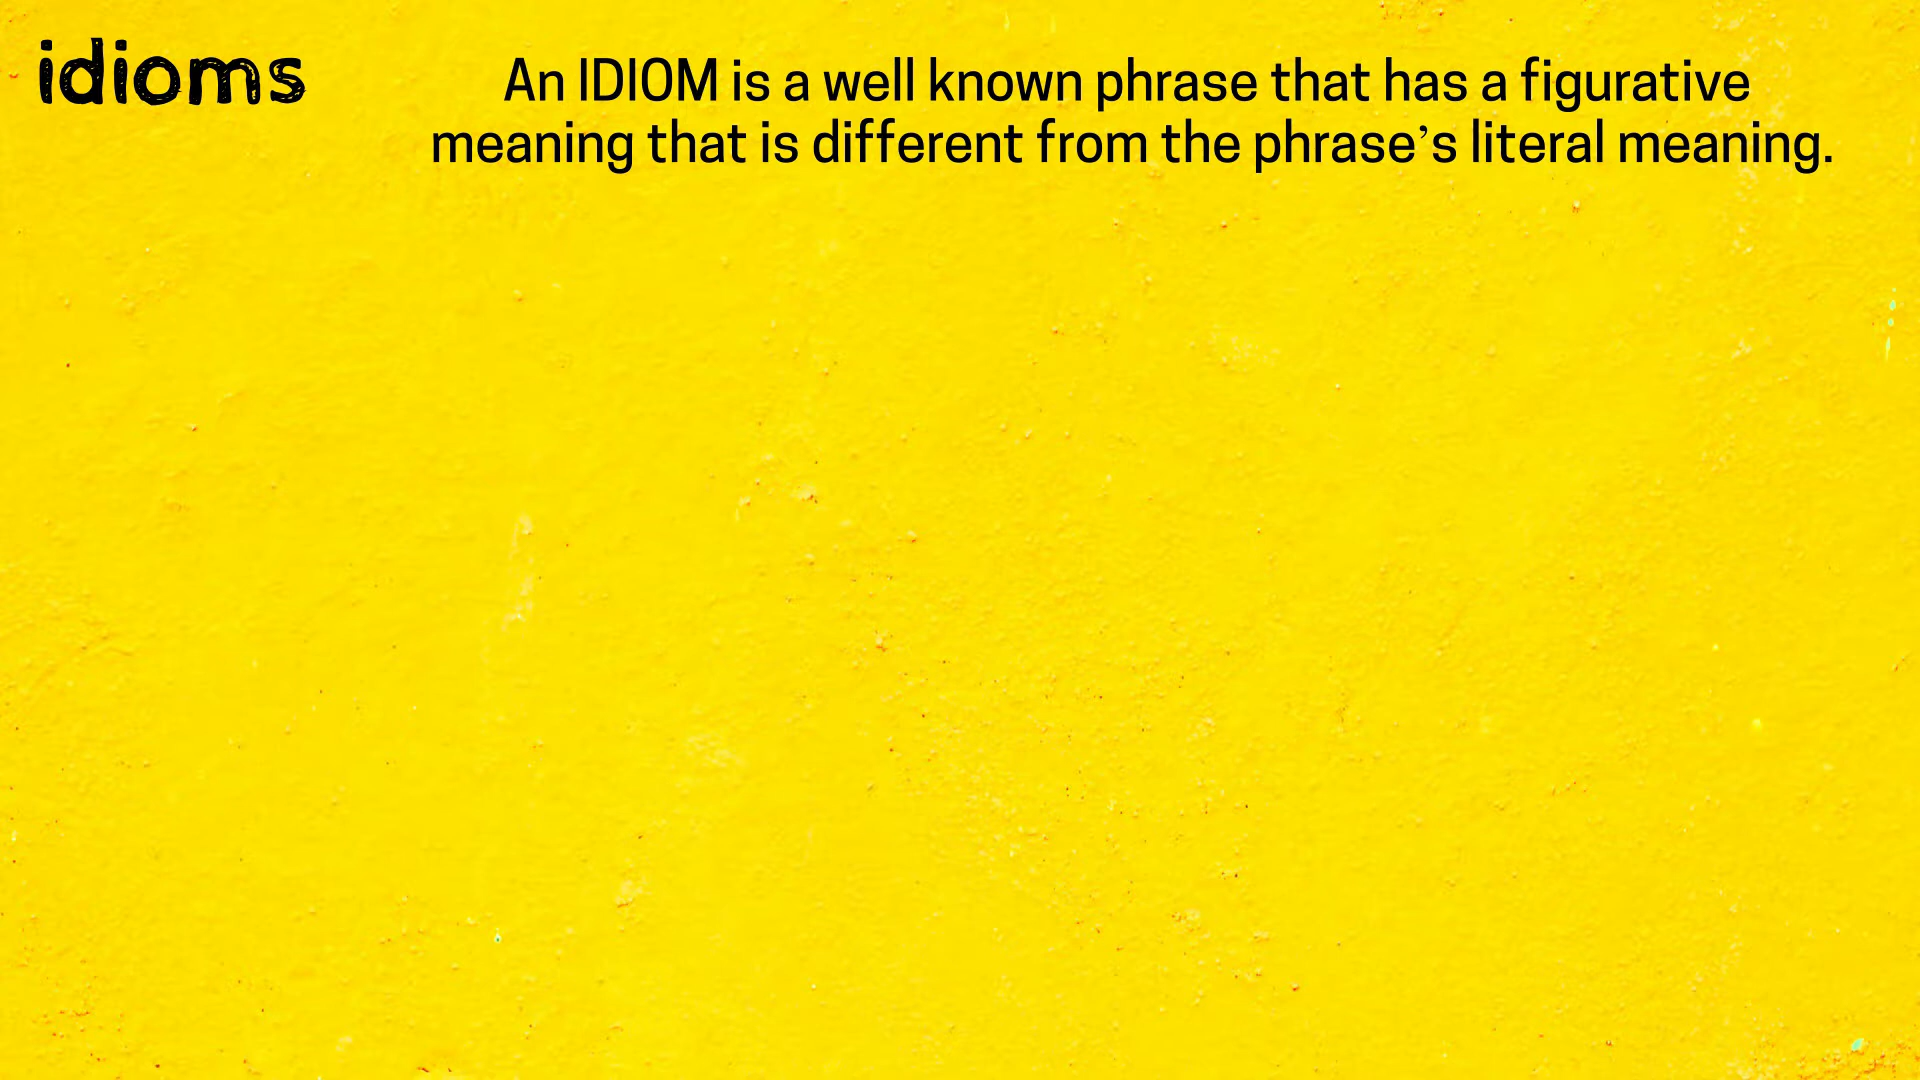 idioms
An IDIOM is a well known phrase that has a figurative
meaning that is different from the phrase's literal meaning.